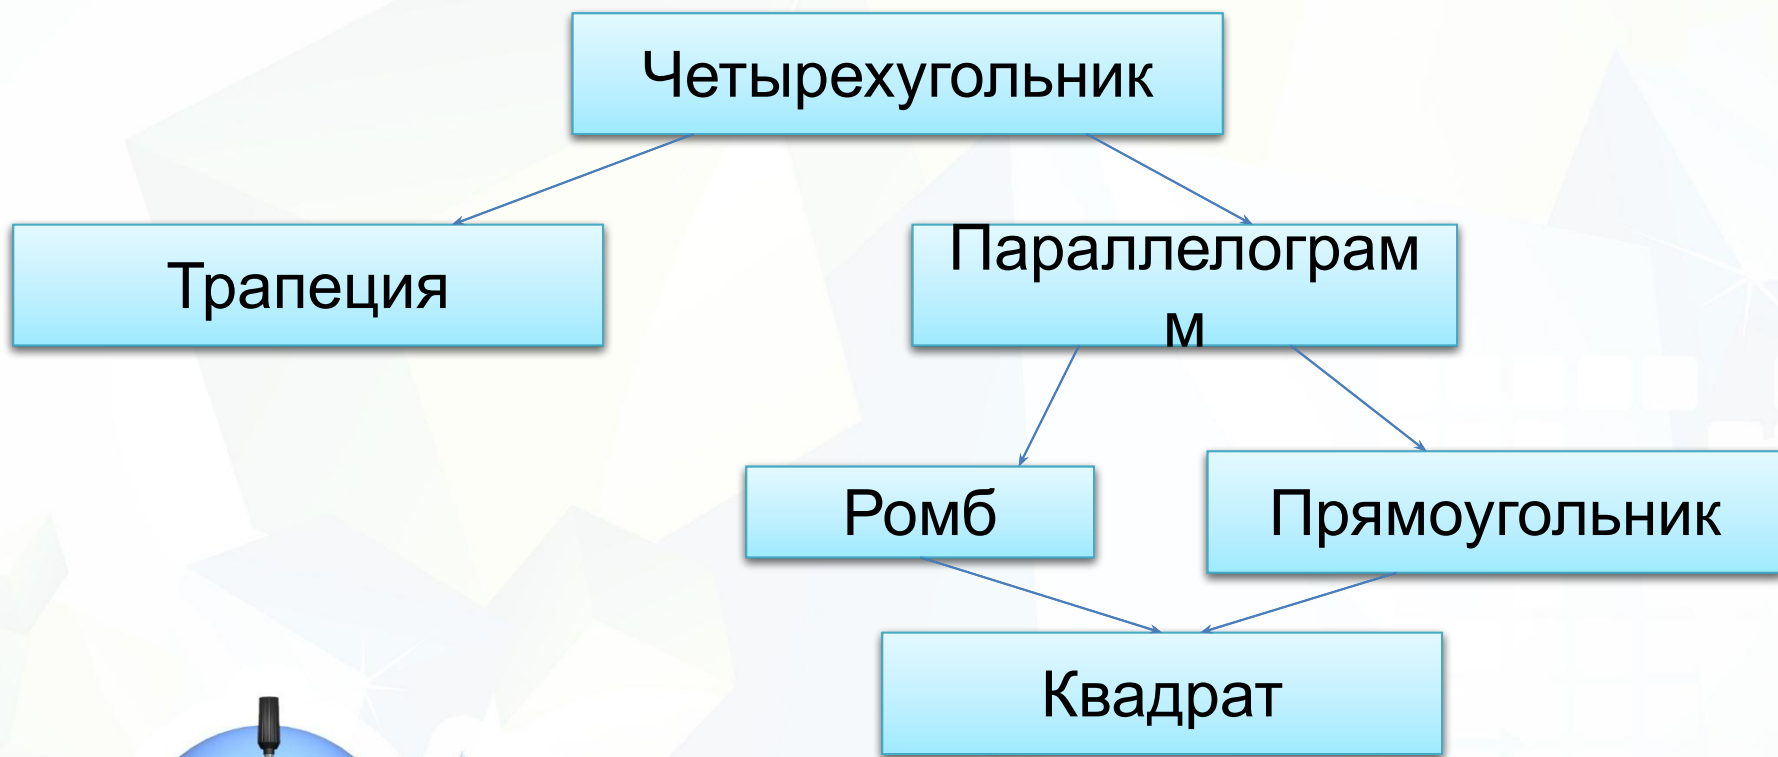 Четырехугольник
Трапеция
Параллелограм
м
Ромб
Прямоугольник
Квадрат